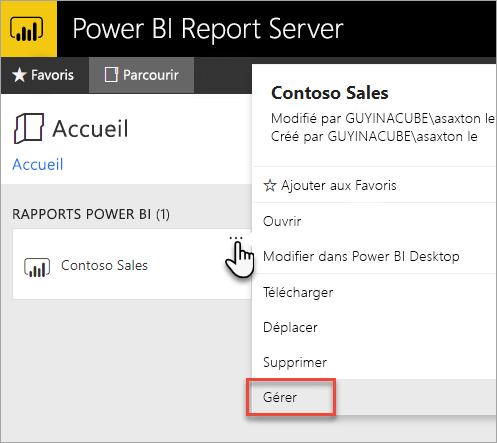 Power BI Report Server
Favoris
Parcourir
Accueil
Accueil
RAPPORTS POWER BI (1)
...
Contoso Sales
Contoso Sales
Modifié par GUYINACUBE\asaxton le
Créé par GUYINACUBE\asaxton le
Ajouter aux Favoris
Ouvrir
Modifier dans Power BI Desktop
Télécharger
Déplacer
Supprimer
Gérer